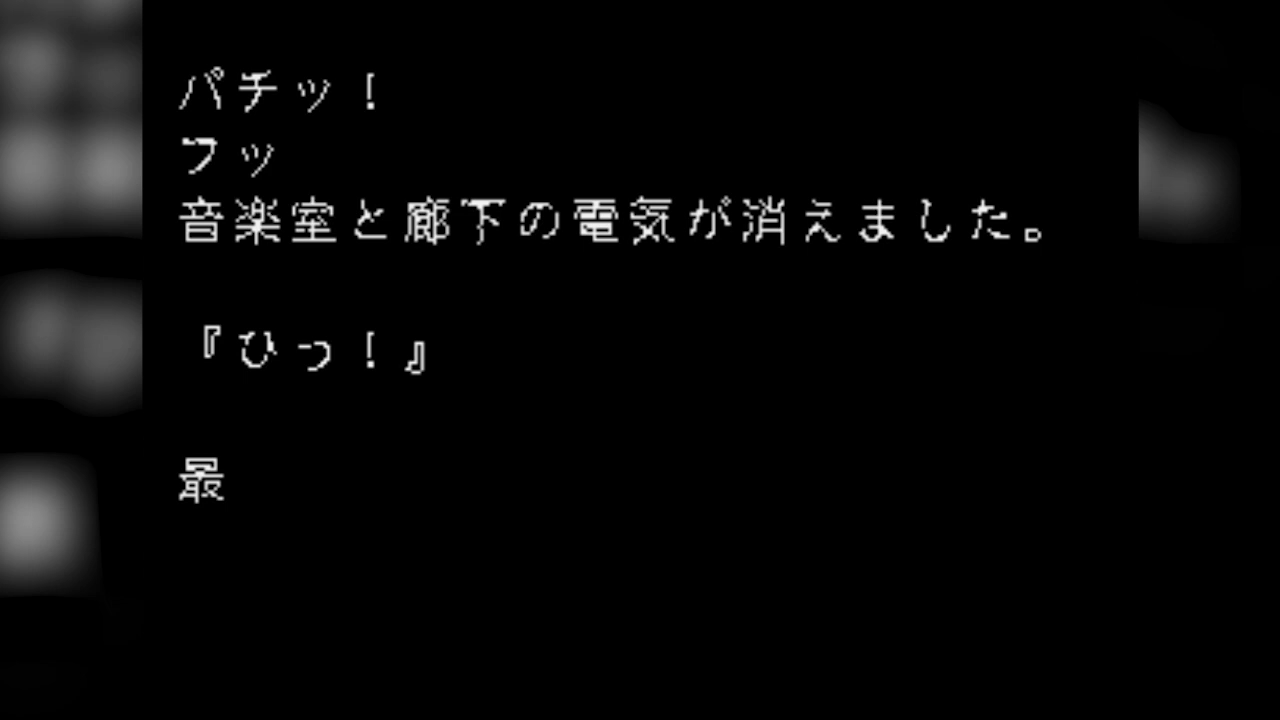 パチッ！
フッ
音楽室と廊下の電気が消えました。
『ひっ！』
最